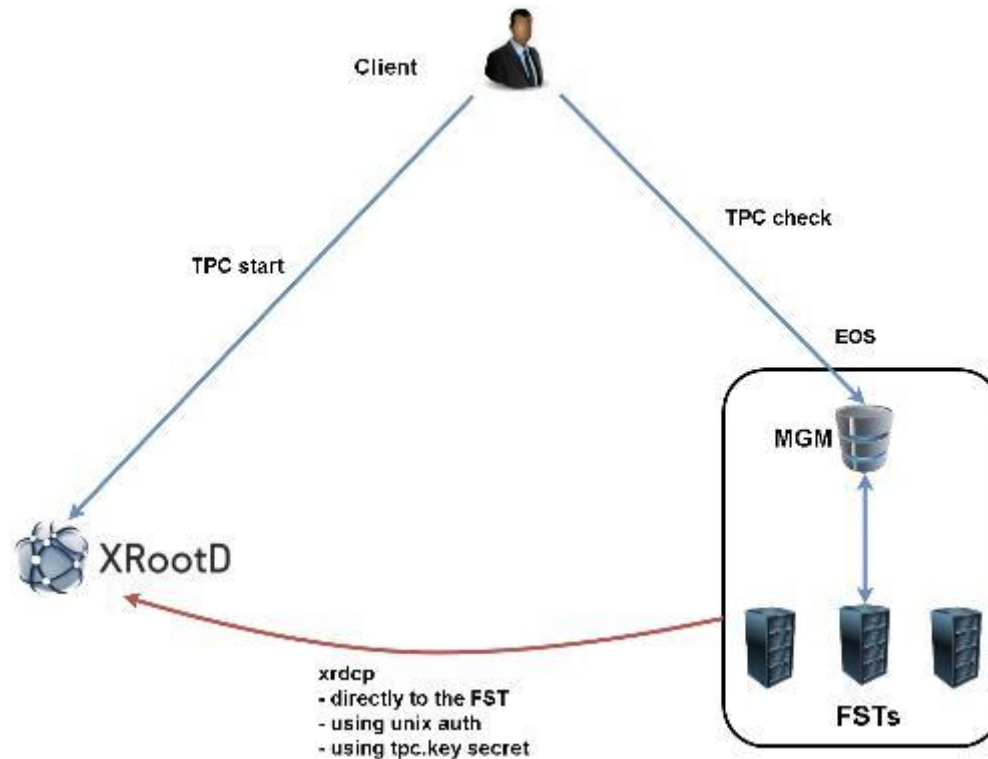 Client
TPC check
TPC start
EOS
MGM
XRootD
xrdcp
- directly to the FST
- using unix auth
- using tpc.key secret
FSTs